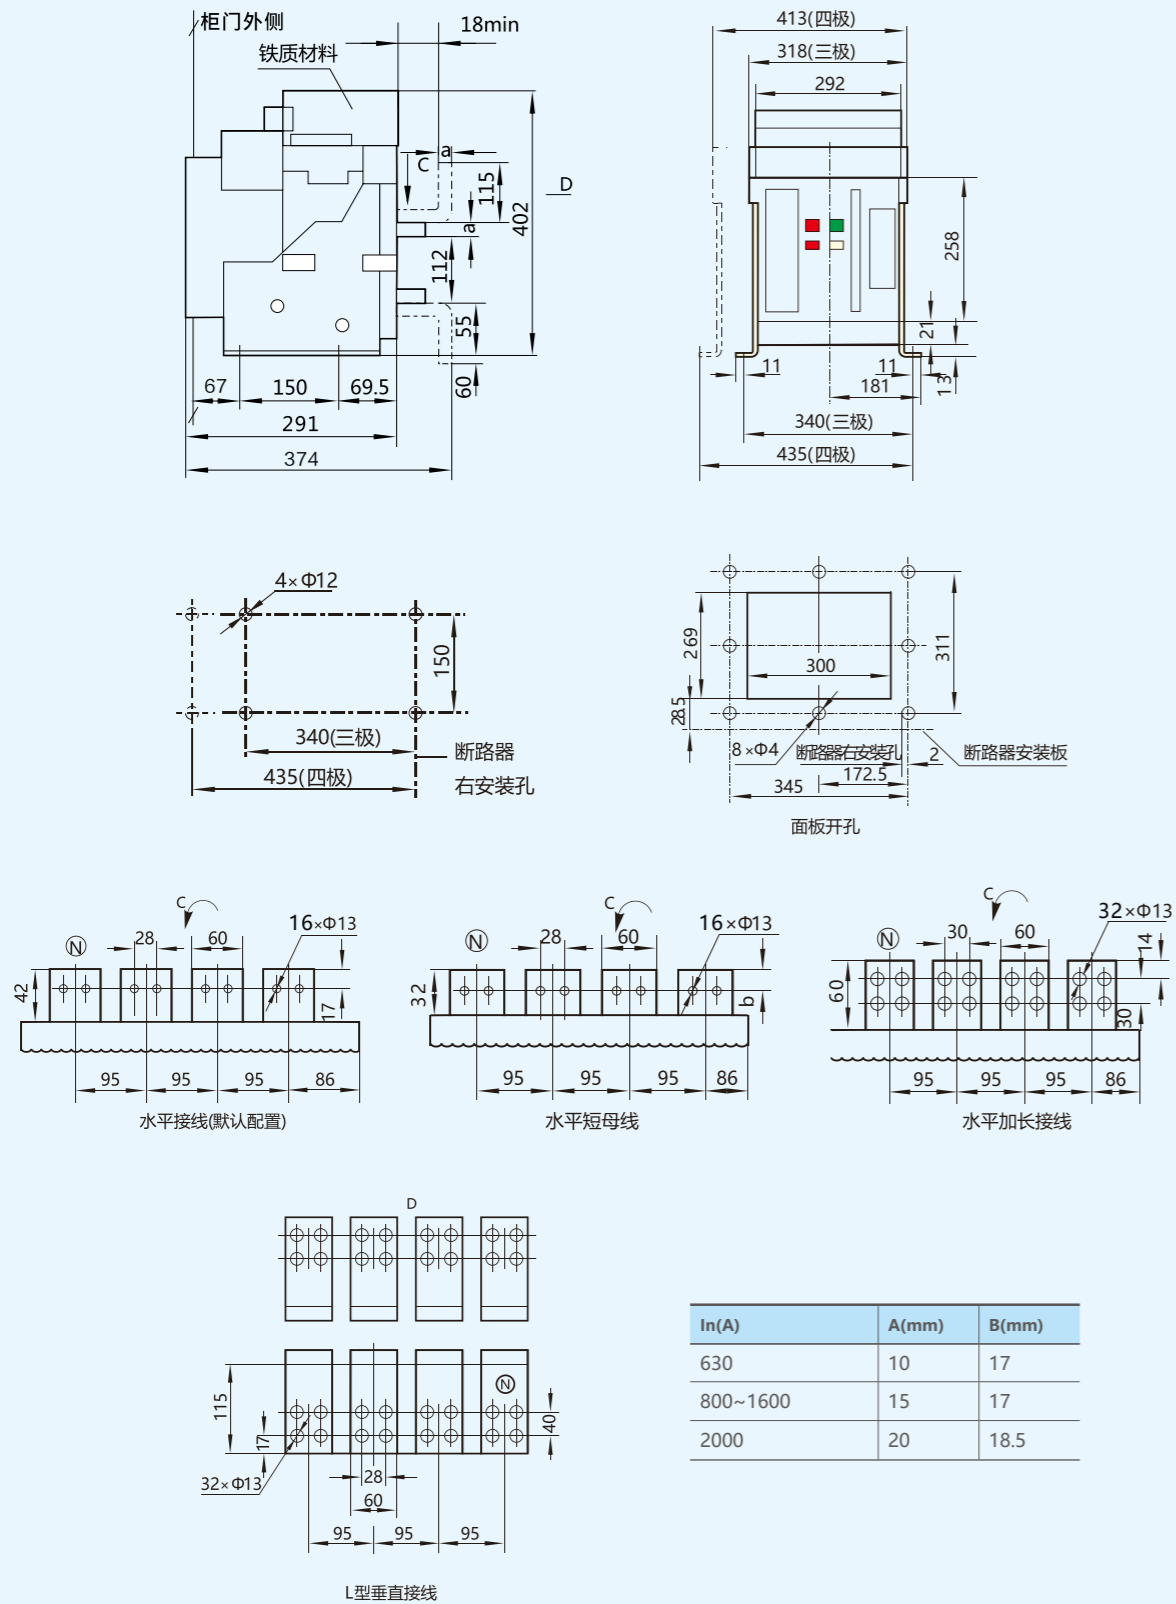 柜门外侧
铁质材料
18min
C
a
115
402
D
a
112
55
60
67
150
69.5
291
374
413(四极)
318(三极)
292
258
21
11
11
13
181
340(三极)
435(四极)
4×Φ12
150
340(三极)
435(四极)
断路器
右安装孔
269
300
311
28.5
8×Φ4
断路器右安装孔
2
断路器安装板
172.5
345
面板开孔
C
16×Φ13
N
28
60
42
17
95
95
95
86
水平接线(默认配置)
C
16×Φ13
N
28
60
32
b
95
95
95
86
水平短母线
C
32×Φ13
N
30
60
14
60
30
95
95
95
86
水平加长接线
D
N
115
17
40
32×Φ13
28
60
95
95
95
L型垂直接线
In(A) A(mm) B(mm)
630 10 17
800~1600 15 17
2000 20 18.5